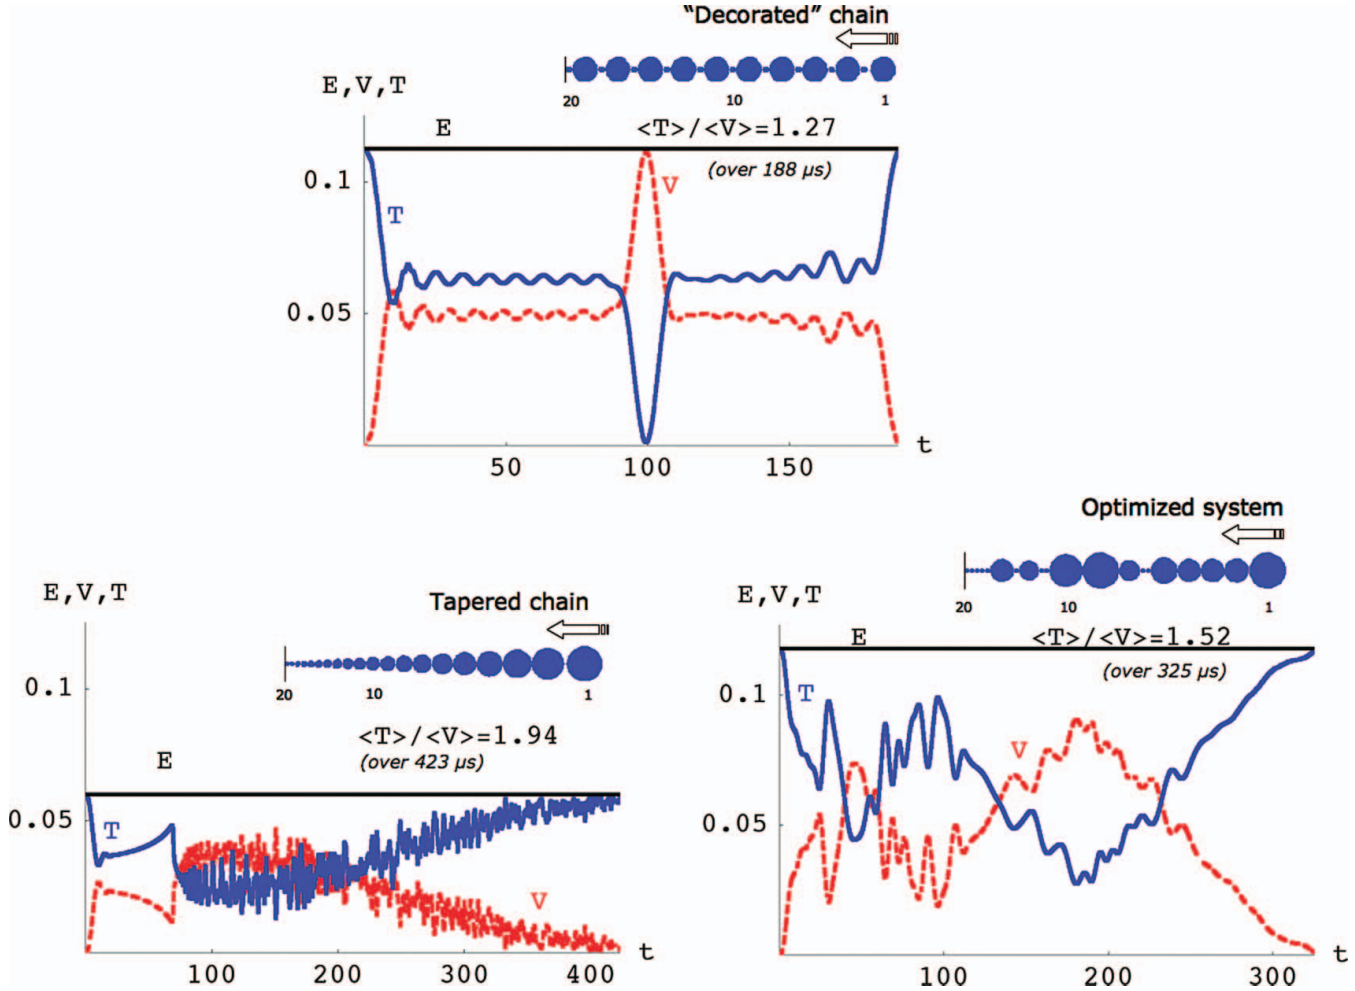 “Decorated” chain
20 10 1
E,V,T
E <T>/<V>=1.27
(over 188 µs)
0.1
V
T
0.05
t
50 100 150
Optimized system
20 10 1
E,V,T
E <T>/<V>=1.52
(over 325 µs)
0.1
T
V
0.05
t
100 200 300
Tapered chain
20 10 1
E,V,T
0.1
<T>/<V>=1.94
(over 423 µs)
E
0.05
T
V
t
100 200 300 400